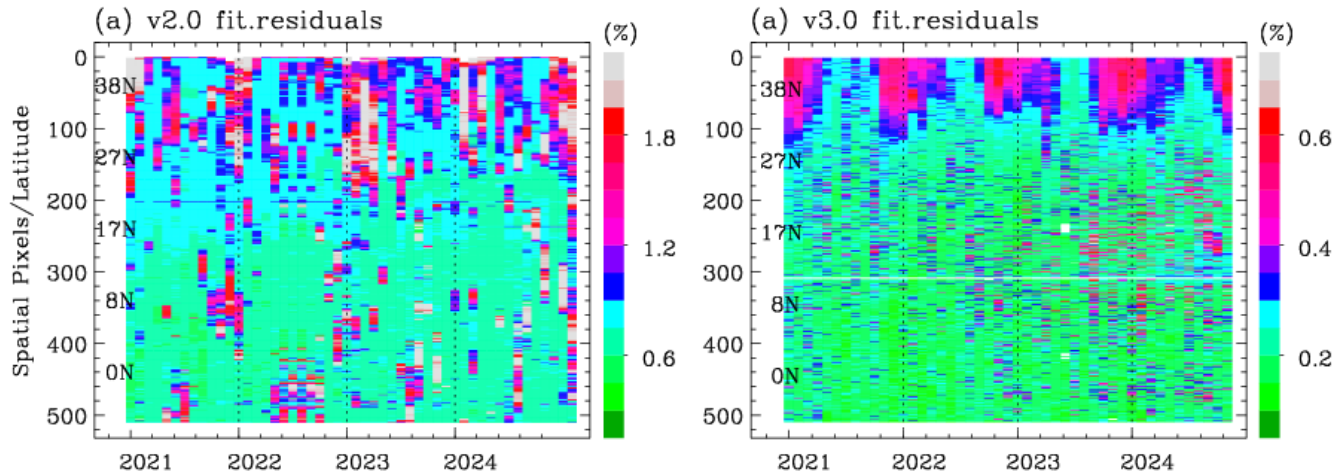 (a) v2.0 fit.residuals
(%)
Spatial Pixels/Latitude
0
100
200
300
400
500
38N
27N
17N
8N
0N
2021
2022
2023
2024
1.8
1.2
0.6
(a) v3.0 fit.residuals
(%)
0
100
200
300
400
500
38N
27N
17N
8N
0N
2021
2022
2023
2024
0.6
0.4
0.2